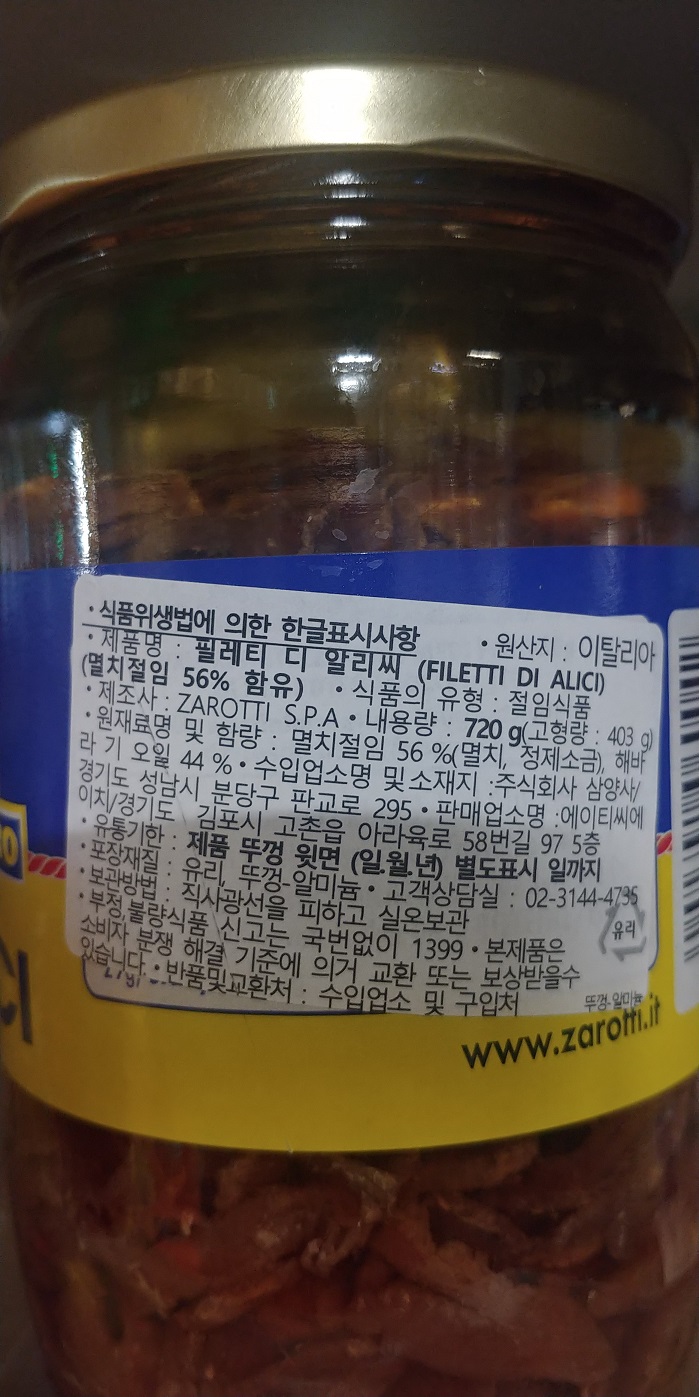 ·식품위생법에 의한 한글표시사항 ·원산지 : 이탈리아
·제품명 : 필레티 디 알리씨 (FILETTI DI ALICI)
(멸치절임 56% 함유) ·식품의 유형 : 절임식품
·제조사 : ZAROTTI S.P.A ·내용량 : 720 g(고형량 : 403 g)
·원재료명 및 함량 : 멸치절임 56 %(멸치, 정제소금), 해바
라 기 오일 44 % ·수입업소명 및소재지 :주식회사 삼양사/
경기도 성남시 분당구 판교로 295 ·판매업소명 :에이티씨에
이치/경기도 김포시 고촌읍 아라육로 58번길 97 5층
·유통기한 : 제품 뚜껑 윗면 (일.월.년) 별도표시 일까지
·포장재질 : 유리, 뚜껑-알미늄 ·고객상담실 : 02-3144-4735
·보관방법 : 직사광선을 피하고 실온보관
·부정,불량식품 신고는 국번없이 1399 ·본제품은
소비자 분쟁 해결 기준에 의거 교환 또는 보상받을수
있습니다. ·반품및교환처 : 수입업소 및 구입처
유리
뚜껑-알미늄
www.zarotti.it
CI